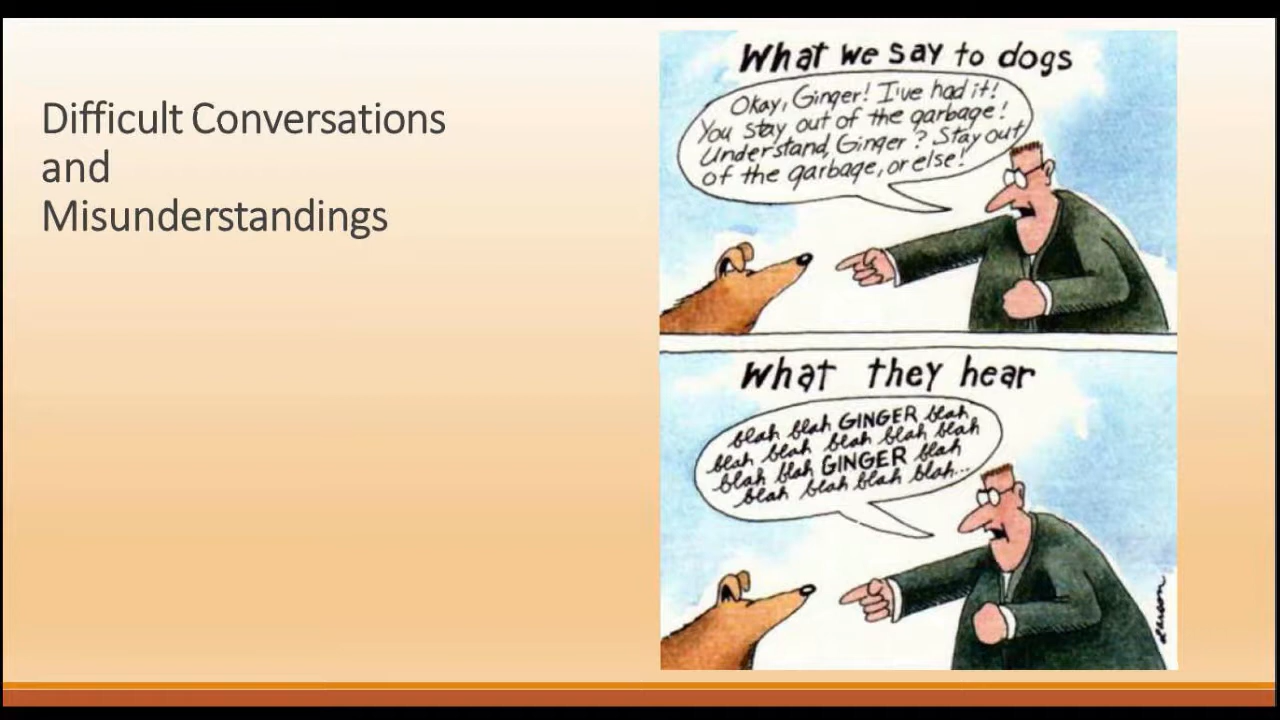 Difficult Conversations
and
Misunderstandings
What we say to dogs
Okay, Ginger! I've had it!
You stay out of the garbage!
Understand, Ginger? Stay out
of the garbage, or else!
What they hear
blah blah GINGER blah
blah blah blah blah blah
blah blah GINGER blah
blah blah blah blah...
Larson